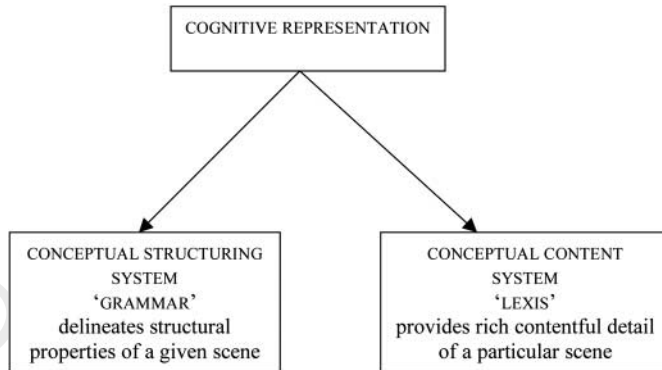 COGNITIVE REPRESENTATION
CONCEPTUAL STRUCTURING
SYSTEM
‘GRAMMAR’
delineates structural
properties of a given scene
CONCEPTUAL CONTENT
SYSTEM
‘LEXIS’
provides rich contentful detail
of a particular scene